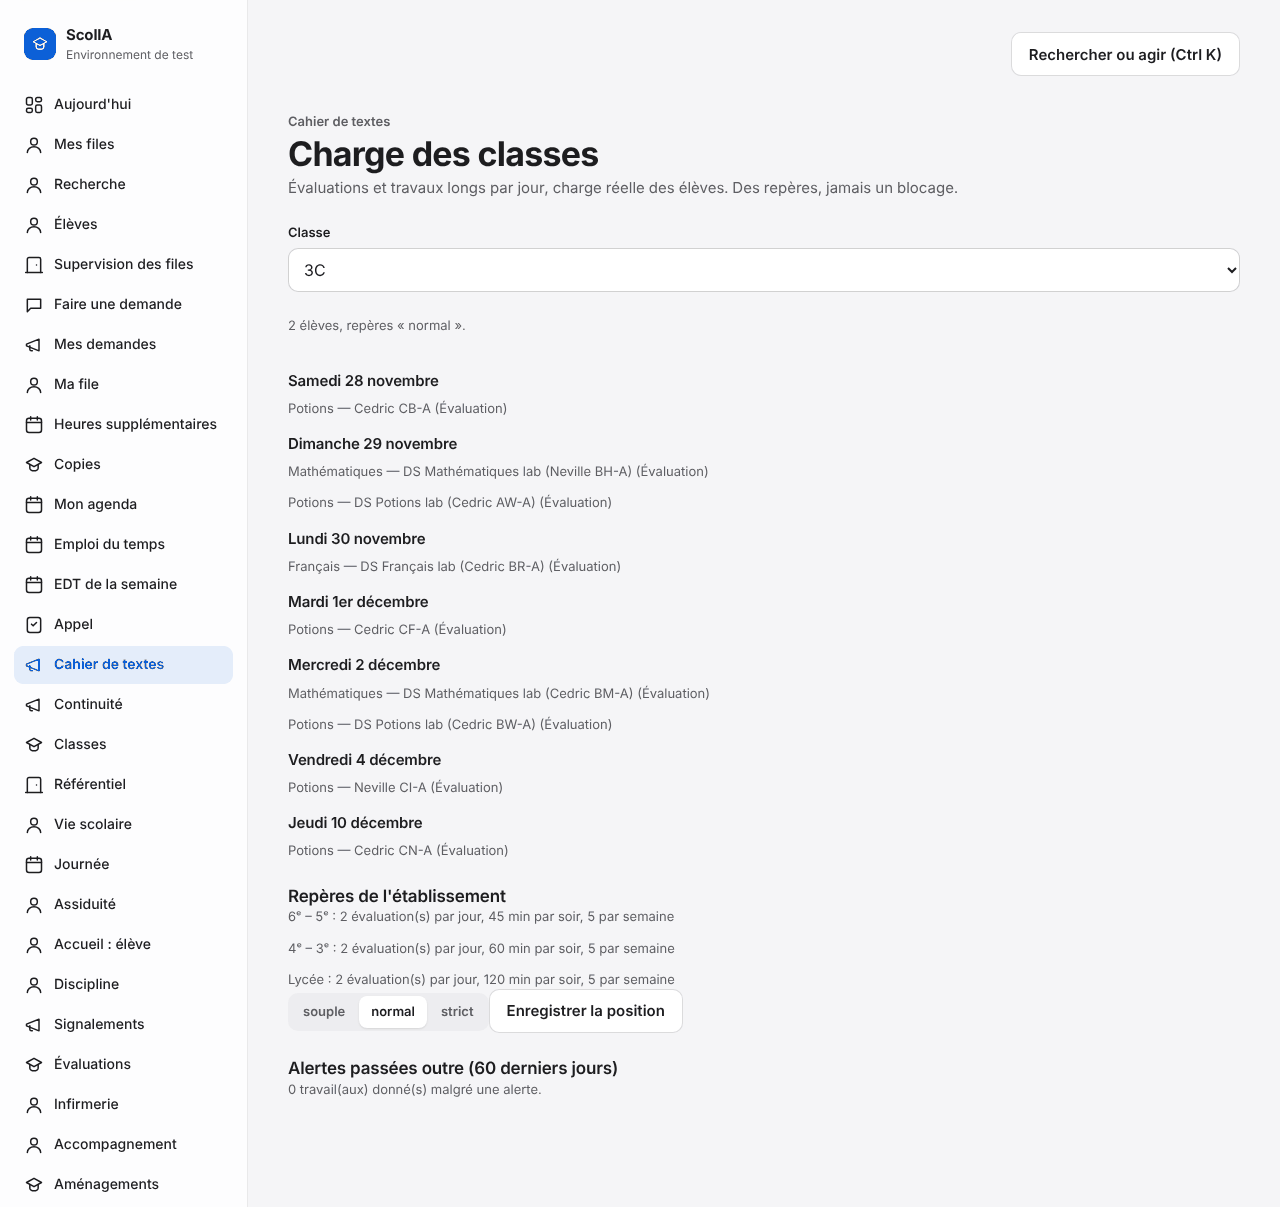 ScolIA
Environnement de test
Rechercher ou agir (Ctrl K)
Aujourd'hui
Mes files
Recherche
Élèves
Supervision des files
Faire une demande
Mes demandes
Ma file
Heures supplémentaires
Copies
Mon agenda
Emploi du temps
EDT de la semaine
Appel
Cahier de textes
Continuité
Classes
Référentiel
Vie scolaire
Journée
Assiduité
Accueil : élève
Discipline
Signalements
Évaluations
Infirmerie
Accompagnement
Aménagements
Cahier de textes
Charge des classes
Évaluations et travaux longs par jour, charge réelle des élèves. Des repères, jamais un blocage.
Classe
3C
2 élèves, repères « normal ».
Samedi 28 novembre
Potions — Cedric CB-A (Évaluation)
Dimanche 29 novembre
Mathématiques — DS Mathématiques lab (Neville BH-A) (Évaluation)
Potions — DS Potions lab (Cedric AW-A) (Évaluation)
Lundi 30 novembre
Français — DS Français lab (Cedric BR-A) (Évaluation)
Mardi 1er décembre
Potions — Cedric CF-A (Évaluation)
Mercredi 2 décembre
Mathématiques — DS Mathématiques lab (Cedric BM-A) (Évaluation)
Potions — DS Potions lab (Cedric BW-A) (Évaluation)
Vendredi 4 décembre
Potions — Neville CI-A (Évaluation)
Jeudi 10 décembre
Potions — Cedric CN-A (Évaluation)
Repères de l'établissement
6ᵉ – 5ᵉ : 2 évaluation(s) par jour, 45 min par soir, 5 par semaine
4ᵉ – 3ᵉ : 2 évaluation(s) par jour, 60 min par soir, 5 par semaine
Lycée : 2 évaluation(s) par jour, 120 min par soir, 5 par semaine
souple normal strict Enregistrer la position
Alertes passées outre (60 derniers jours)
0 travail(aux) donné(s) malgré une alerte.